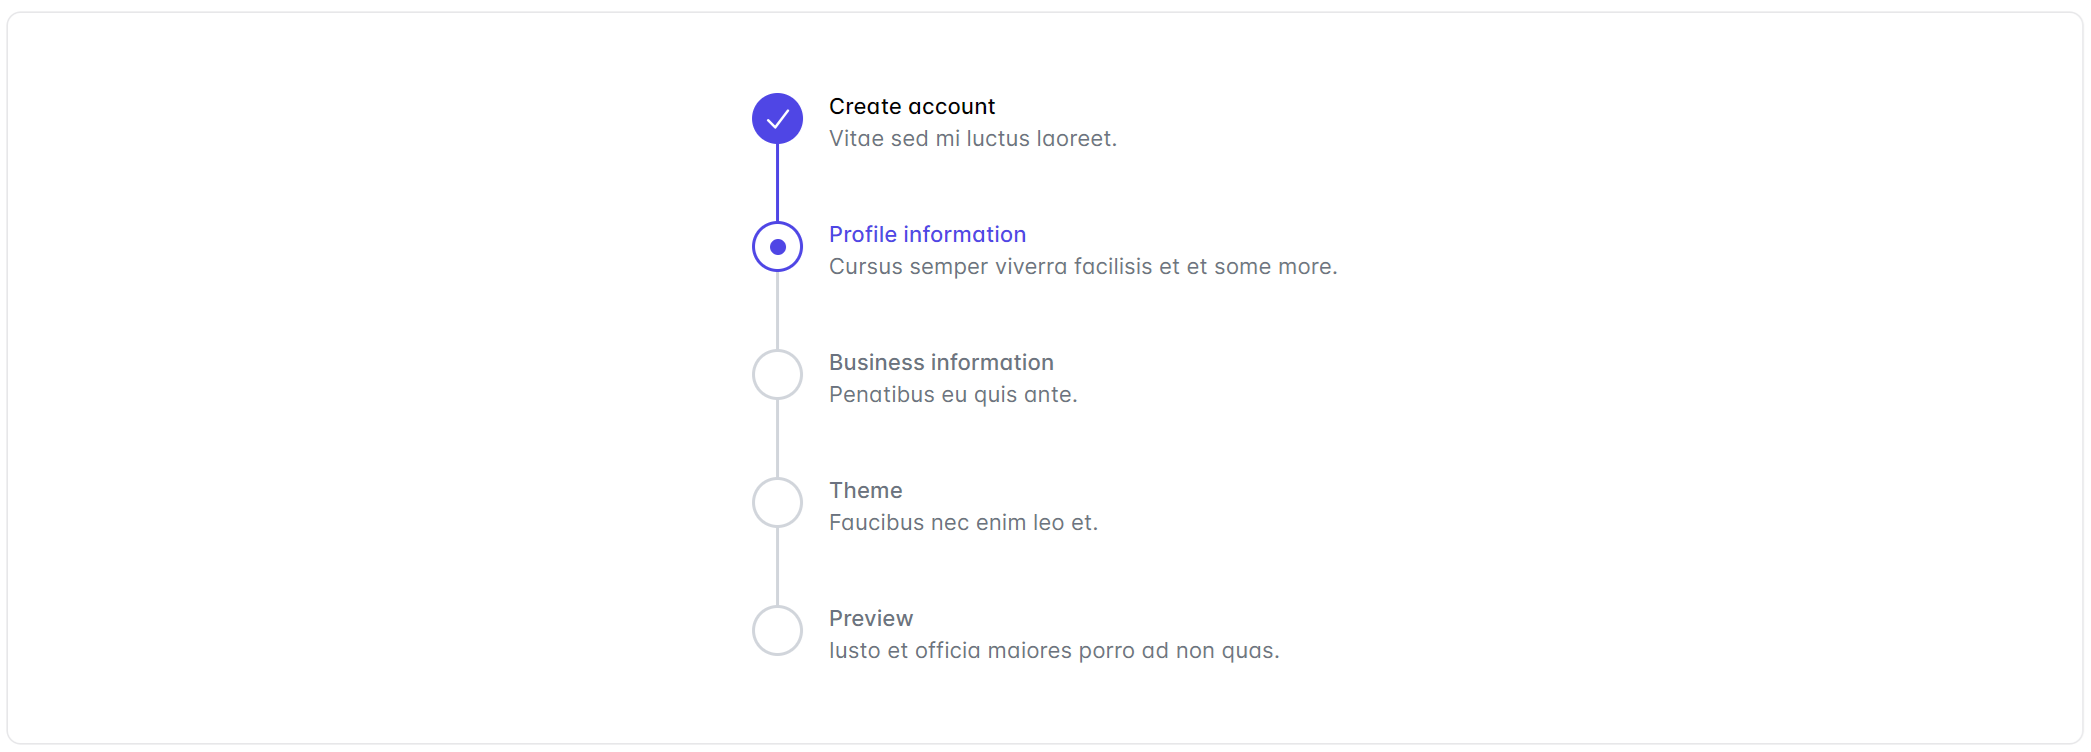 Create account
Vitae sed mi luctus laoreet.
Profile information
Cursus semper viverra facilisis et et some more.
Business information
Penatibus eu quis ante.
Theme
Faucibus nec enim leo et.
Preview
Iusto et officia maiores porro ad non quas.